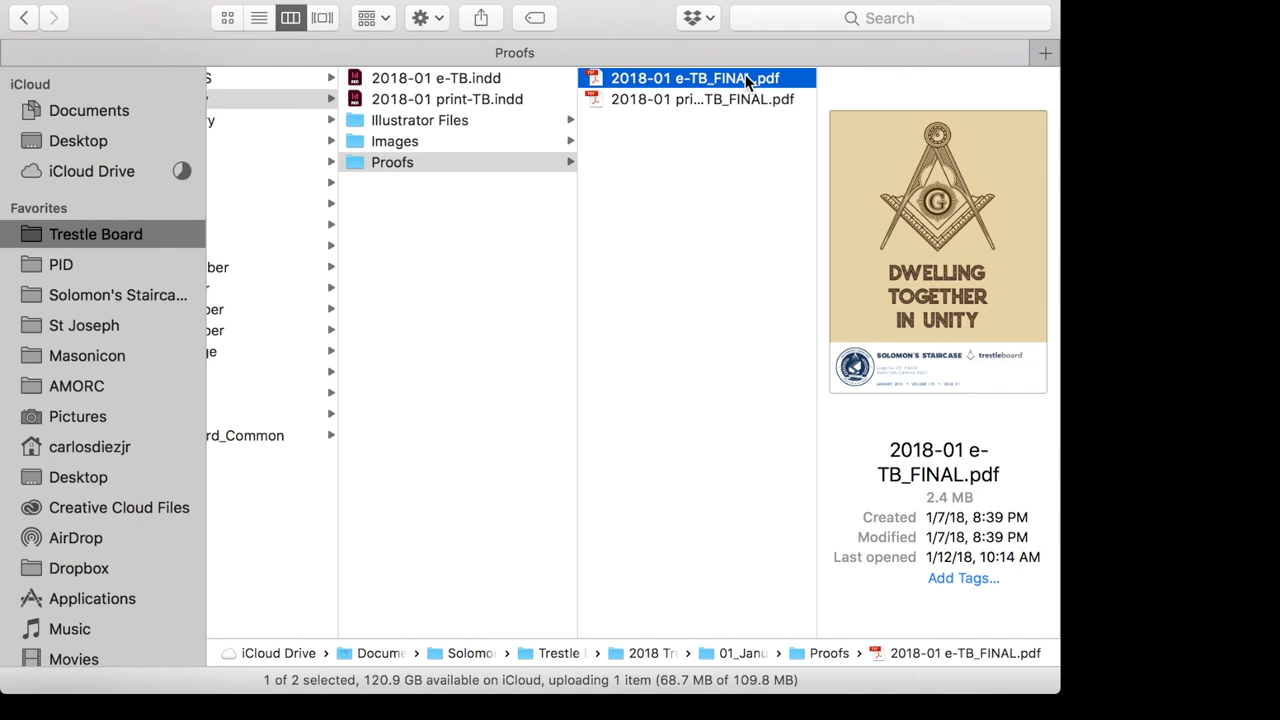 Search
Proofs
iCloud
Documents
Desktop
iCloud Drive
Favorites
Trestle Board
PID
Solomon's Stairca...
St Joseph
Masonicon
AMORC
Pictures
carlosdiezjr
Desktop
Creative Cloud Files
AirDrop
Dropbox
Applications
Music
Movies
S
y
ber
r
ber
ber
ge
rd_Common
2018-01 e-TB.indd
2018-01 print-TB.indd
Illustrator Files
Images
Proofs
2018-01 e-TB_FINAL.pdf
2018-01 pri...TB_FINAL.pdf
G
DWELLING
TOGETHER
IN UNITY
SOLOMON'S STAIRCASE trestleboard
2018-01 e-
TB_FINAL.pdf
2.4 MB
Created 1/7/18, 8:39 PM
Modified 1/7/18, 8:39 PM
Last opened 1/12/18, 10:14 AM
Add Tags...
iCloud Drive > Docume > Solomo > Trestle > 2018 Tr > 01_Janu > Proofs > 2018-01 e-TB_FINAL.pdf
1 of 2 selected, 120.9 GB available on iCloud, uploading 1 item (68.7 MB of 109.8 MB)